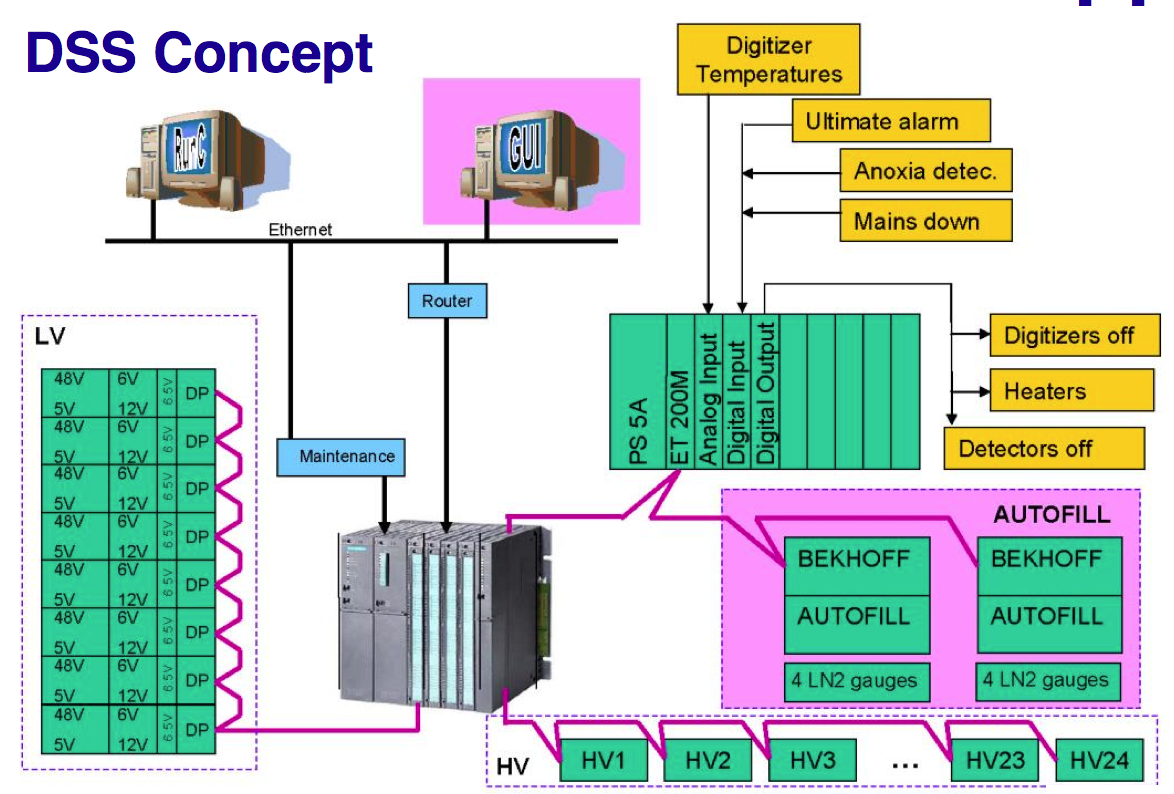 DSS Concept
RunC
GUI
Ethernet
Router
Maintenance
Digitizer
Temperatures
Ultimate alarm
Anoxia detec.
Mains down
PS 5A
ET 200M
Analog Input
Digital Input
Digital Output
Digitizers off
Heaters
Detectors off
LV
48V 6V 6.5V DP
5V 12V
48V 6V 6.5V DP
5V 12V
48V 6V 6.5V DP
5V 12V
48V 6V 6.5V DP
5V 12V
48V 6V 6.5V DP
5V 12V
48V 6V 6.5V DP
5V 12V
48V 6V 6.5V DP
5V 12V
48V 6V 6.5V DP
5V 12V
AUTOFILL
BEKHOFF
AUTOFILL
4 LN2 gauges
BEKHOFF
AUTOFILL
4 LN2 gauges
HV
HV1
HV2
HV3
...
HV23
HV24